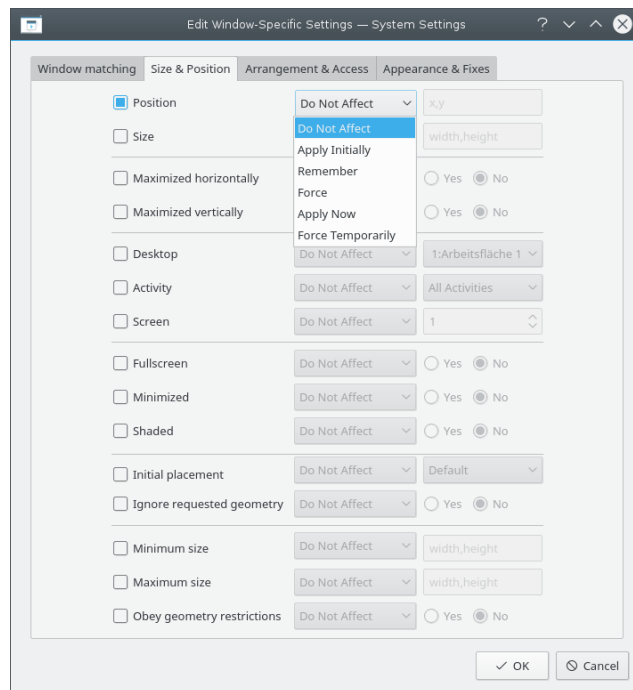 Edit Window-Specific Settings — System Settings
Window matching Size & Position Arrangement & Access Appearance & Fixes
Position Do Not Affect x,y
Do Not Affect
Size width,height
Apply Initially
Remember
Maximized horizontally Yes No
Force
Maximized vertically Apply Now Yes No
Force Temporarily
Desktop Do Not Affect 1:Arbeitsfläche 1
Activity Do Not Affect All Activities
Screen Do Not Affect 1
Fullscreen Do Not Affect Yes No
Minimized Do Not Affect Yes No
Shaded Do Not Affect Yes No
Initial placement Do Not Affect Default
Ignore requested geometry Do Not Affect Yes No
Minimum size Do Not Affect width,height
Maximum size Do Not Affect width,height
Obey geometry restrictions Do Not Affect Yes No
OK Cancel